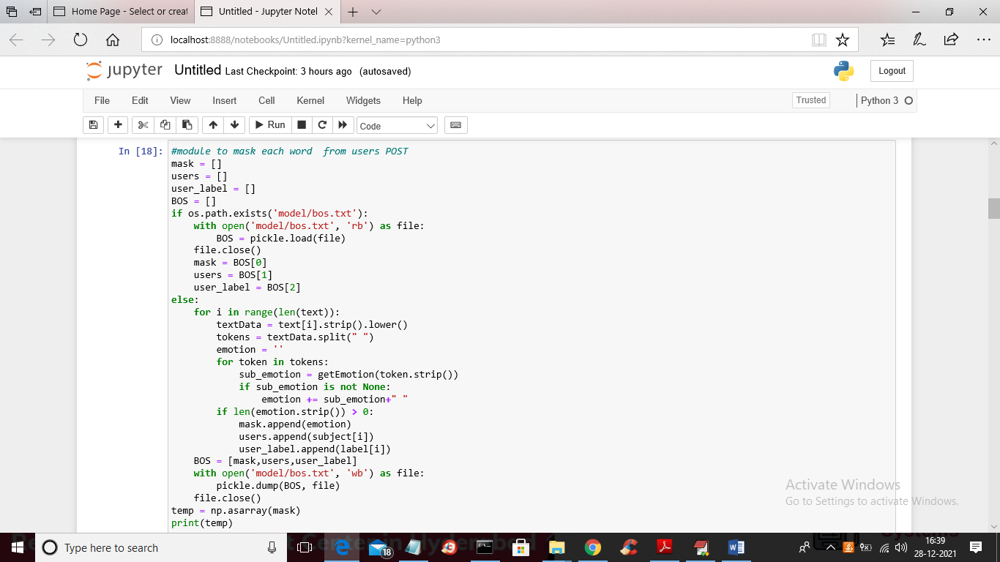 Home Page - Select or creat
Untitled - Jupyter Notel
localhost:8888/notebooks/Untitled.ipynb?kernel_name=python3
jupyter Untitled Last Checkpoint: 3 hours ago (autosaved)
Logout
File Edit View Insert Cell Kernel Widgets Help
Trusted
Python 3
Run
Code
In [18]: #module to mask each word  from users POST
mask = []
users = []
user_label = []
BOS = []
if os.path.exists('model/bos.txt'):
    with open('model/bos.txt', 'rb') as file:
        BOS = pickle.load(file)
    file.close()
    mask = BOS[0]
    users = BOS[1]
    user_label = BOS[2]
else:
    for i in range(len(text)):
        textData = text[i].strip().lower()
        tokens = textData.split(" ")
        emotion = ''
        for token in tokens:
            sub_emotion = getEmotion(token.strip())
            if sub_emotion is not None:
                emotion += sub_emotion+" "
        if len(emotion.strip()) > 0:
            mask.append(emotion)
            users.append(subject[i])
            user_label.append(label[i])
    BOS = [mask,users,user_label]
    with open('model/bos.txt', 'wb') as file:
        pickle.dump(BOS, file)
    file.close()
temp = np.asarray(mask)
print(temp)
Activate Windows
Go to Settings to activate Windows.
Type here to search
18
16:39
28-12-2021